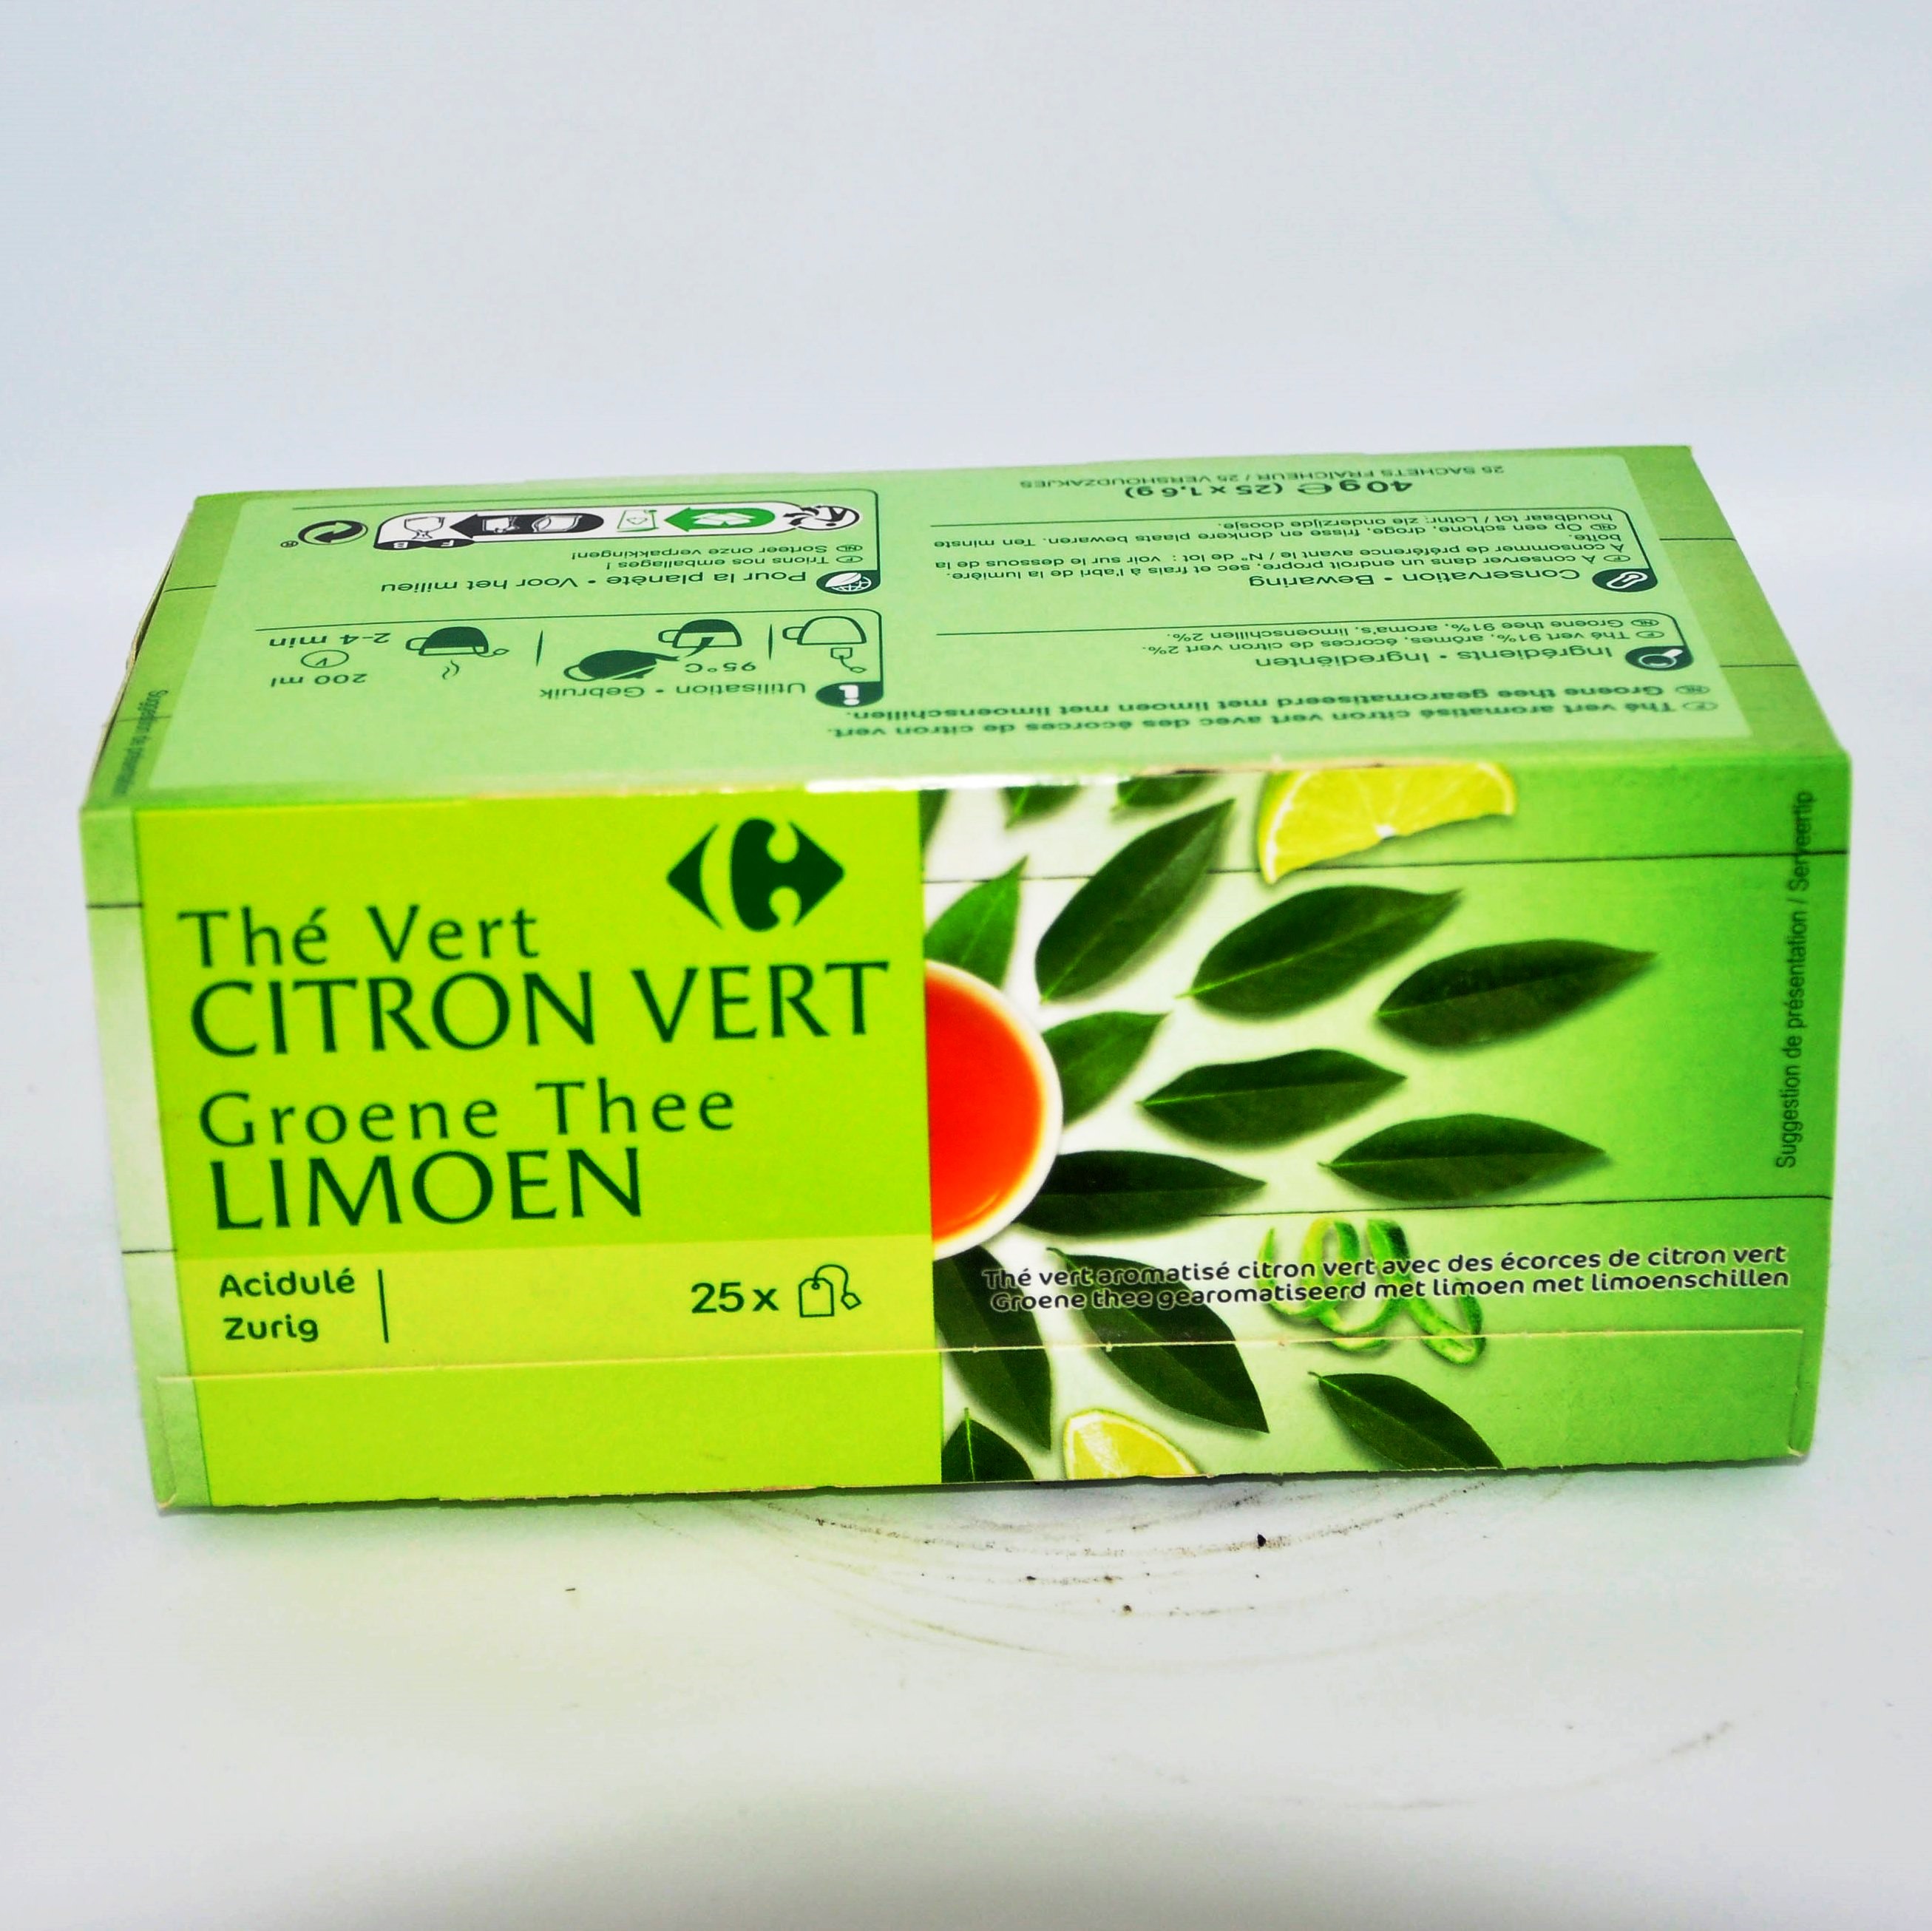 Thé Vert
CITRON VERT
Groene Thee
LIMOEN
Acidulé
Zurig
25x
Thé vert aromatisé citron vert avec des écorces de citron vert
Groene thee gearomatiseerd met limoen met limoenschillen
Suggestion de présentation / Serveertip
Thé vert aromatisé citron vert avec des écorces de citron vert.
Groene thee gearomatiseerd met limoen met limoenschillen.
Ingrédients • Ingrediënten
Thé vert 91%, arômes, écorces de citron vert 2%.
Groene thee 91%, aroma's, limoenschillen 2%.
Conservation • Bewaring
A conserver dans un endroit propre, sec et frais à l'abri de la lumière.
A consommer de préférence avant le / N° de lot : voir sur le dessous de la
boîte.
Op een schone, droge, frisse en donkere plaats bewaren. Ten minste
houdbaar tot / Lotnr: zie onderzijde doosje.
40g e (25 x 1,6 g)
25 SACHETS FRAÎCHEUR / 25 VERSHOUDZAKJES
Utilisation • Gebruik
95°C
200 ml
2-4 min
Pour la planète • Voor het milieu
Trions nos emballages !
Sorteer onze verpakkingen!
F
B
Suggestion de présentation